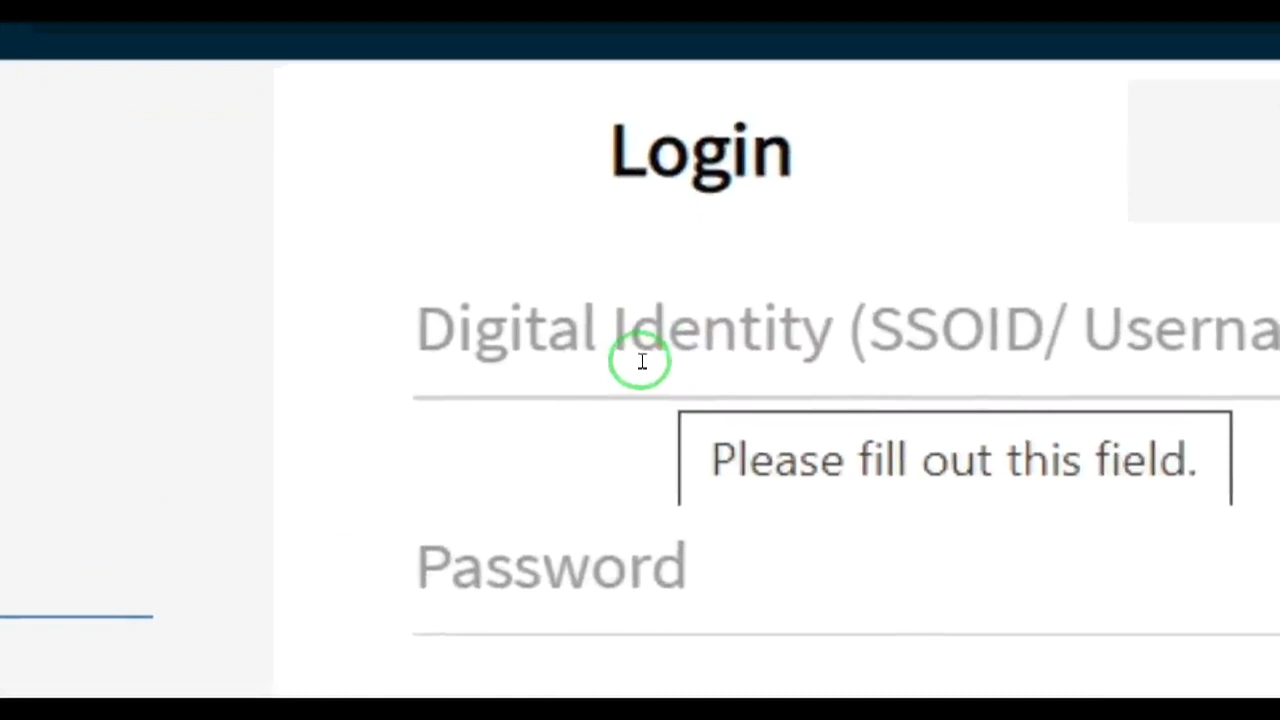 Login
Digital Identity (SSOID/ Userna
Please fill out this field.
Password